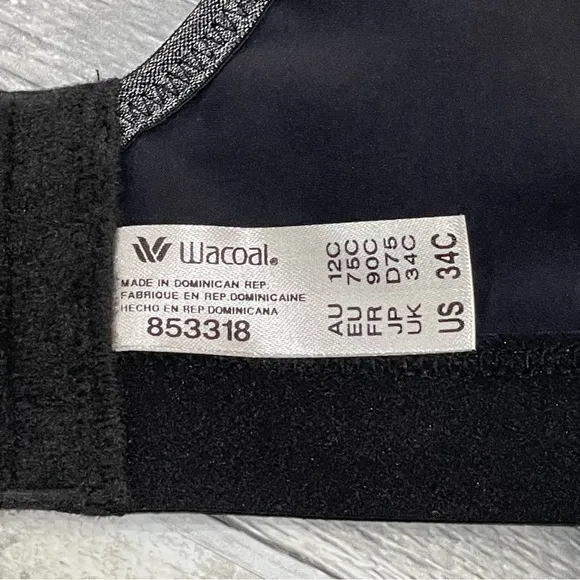 Wacoal®
MADE IN DOMINICAN REP.
FABRIQUE EN REP.DOMINICAINE
HECHO EN REP.DOMINICANA
853318
AU 12C
EU 75C
FR 90C
JP D75
UK 34C
US 34C